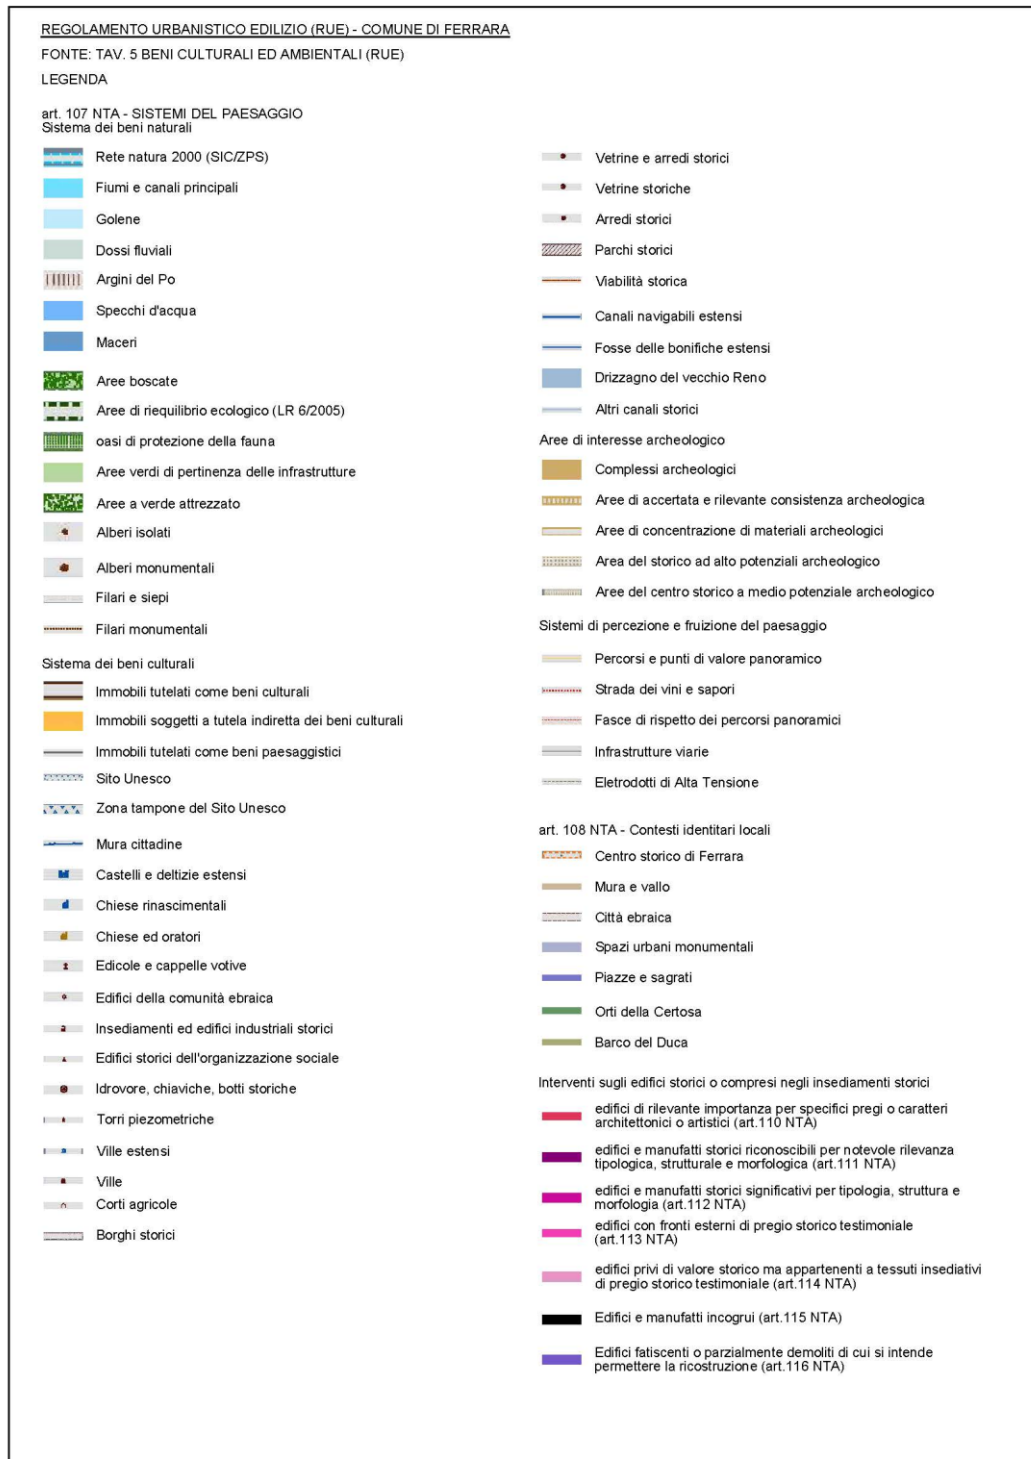 REGOLAMENTO URBANISTICO EDILIZIO (RUE) - COMUNE DI FERRARA
FONTE: TAV. 5 BENI CULTURALI ED AMBIENTALI (RUE)
LEGENDA
art. 107 NTA - SISTEMI DEL PAESAGGIO
Sistema dei beni naturali
Rete natura 2000 (SIC/ZPS)
Fiumi e canali principali
Golene
Dossi fluviali
Argini del Po
Specchi d'acqua
Maceri
Aree boscate
Aree di riequilibrio ecologico (LR 6/2005)
oasi di protezione della fauna
Aree verdi di pertinenza delle infrastrutture
Aree a verde attrezzato
Alberi isolati
Alberi monumentali
Filari e siepi
Filari monumentali
Sistema dei beni culturali
Immobili tutelati come beni culturali
Immobili soggetti a tutela indiretta dei beni culturali
Immobili tutelati come beni paesaggistici
Sito Unesco
Zona tampone del Sito Unesco
Mura cittadine
Castelli e deltizie estensi
Chiese rinascimentali
Chiese ed oratori
Edicole e cappelle votive
Edifici della comunità ebraica
Insediamenti ed edifici industriali storici
Edifici storici dell'organizzazione sociale
Idrovore, chiaviche, botti storiche
Torri piezometriche
Ville estensi
Ville
Corti agricole
Borghi storici
Vetrine e arredi storici
Vetrine storiche
Arredi storici
Parchi storici
Viabilità storica
Canali navigabili estensi
Fosse delle bonifiche estensi
Drizzagno del vecchio Reno
Altri canali storici
Aree di interesse archeologico
Complessi archeologici
Aree di accertata e rilevante consistenza archeologica
Aree di concentrazione di materiali archeologici
Area del storico ad alto potenziali archeologico
Aree del centro storico a medio potenziale archeologico
Sistemi di percezione e fruizione del paesaggio
Percorsi e punti di valore panoramico
Strada dei vini e sapori
Fasce di rispetto dei percorsi panoramici
Infrastrutture viarie
Eletrodotti di Alta Tensione
art. 108 NTA - Contesti identitari locali
Centro storico di Ferrara
Mura e vallo
Città ebraica
Spazi urbani monumentali
Piazze e sagrati
Orti della Certosa
Barco del Duca
Interventi sugli edifici storici o compresi negli insediamenti storici
edifici di rilevante importanza per specifici pregi o caratteri
architettonici o artistici (art.110 NTA)
edifici e manufatti storici riconoscibili per notevole rilevanza
tipologica, strutturale e morfologica (art.111 NTA)
edifici e manufatti storici significativi per tipologia, struttura e
morfologia (art.112 NTA)
edifici con fronti esterni di pregio storico testimoniale
(art.113 NTA)
edifici privi di valore storico ma appartenenti a tessuti insediativi
di pregio storico testimoniale (art.114 NTA)
Edifici e manufatti incogrui (art.115 NTA)
Edifici fatiscenti o parzialmente demoliti di cui si intende
permettere la ricostruzione (art.116 NTA)